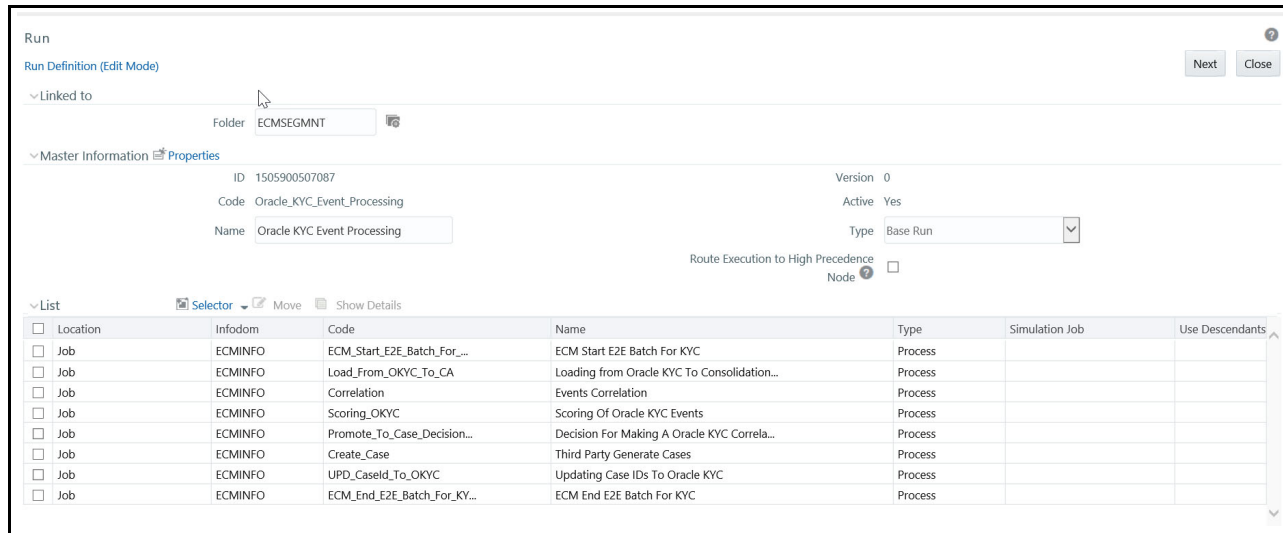 Run
Run Definition (Edit Mode) Next Close
Linked to
Folder ECMSEGMNT
Master Information Properties
ID 1505900507087 Version 0
Code Oracle_KYC_Event_Processing Active Yes
Name Oracle KYC Event Processing Type Base Run
Route Execution to High Precedence
Node
List Selector Move Show Details
Location Infodom Code Name Type Simulation Job Use Descendants
Job ECMINFO ECM_Start_E2E_Batch_For_... ECM Start E2E Batch For KYC Process
Job ECMINFO Load_From_OKYC_To_CA Loading from Oracle KYC To Consolidation... Process
Job ECMINFO Correlation Events Correlation Process
Job ECMINFO Scoring_OKYC Scoring Of Oracle KYC Events Process
Job ECMINFO Promote_To_Case_Decision... Decision For Making A Oracle KYC Correla... Process
Job ECMINFO Create_Case Third Party Generate Cases Process
Job ECMINFO UPD_CaseId_To_OKYC Updating Case IDs To Oracle KYC Process
Job ECMINFO ECM_End_E2E_Batch_For_KY... ECM End E2E Batch For KYC Process